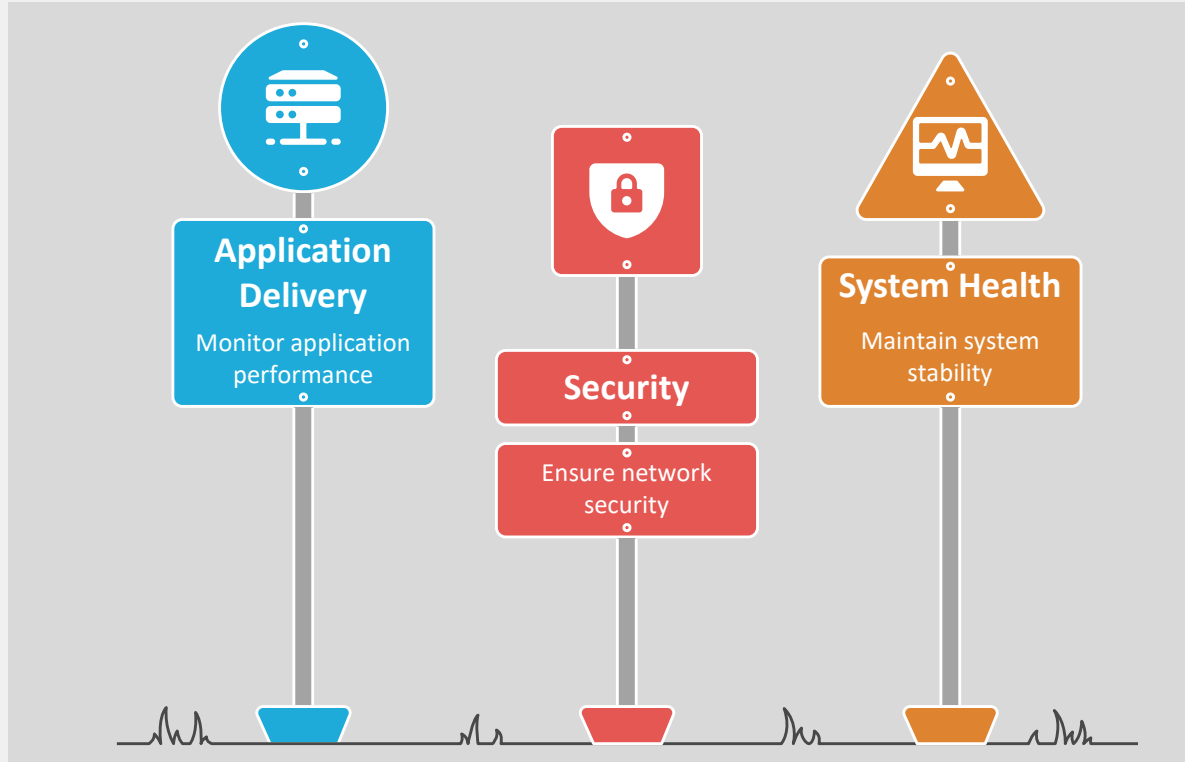 Application
Delivery
Monitor application
performance
Security
Ensure network
security
System Health
Maintain system
stability